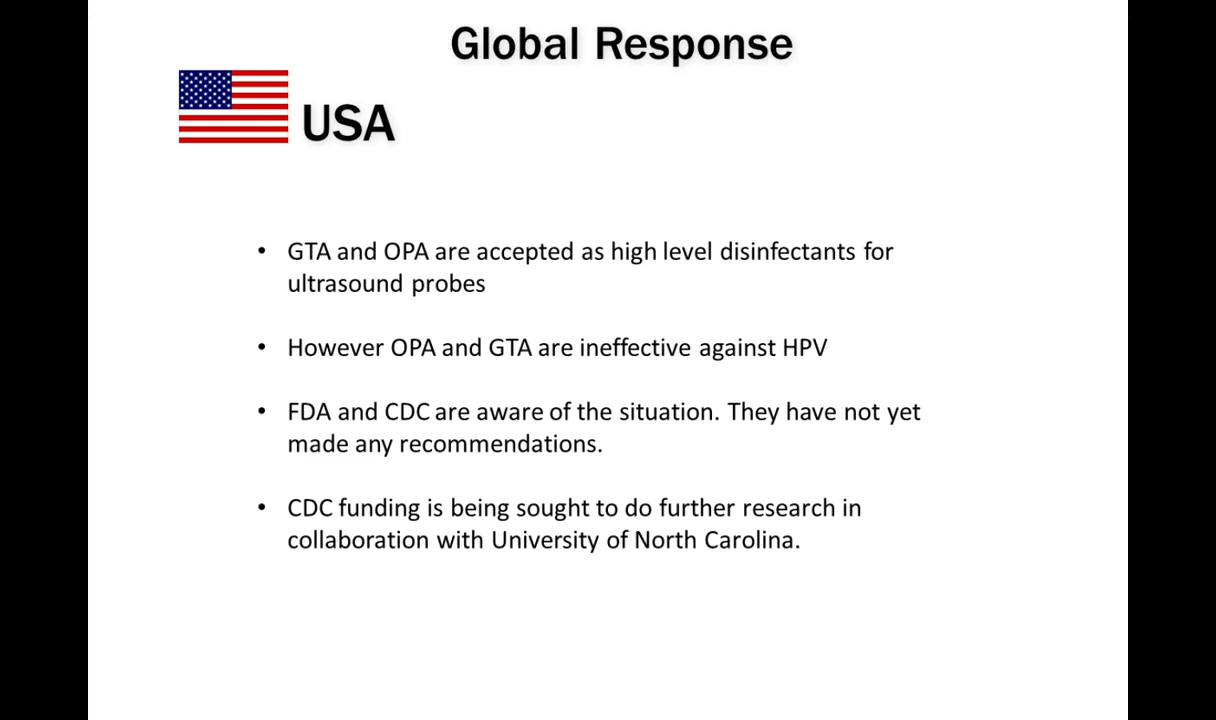 Global Response
USA
• GTA and OPA are accepted as high level disinfectants for
ultrasound probes
• However OPA and GTA are ineffective against HPV
• FDA and CDC are aware of the situation. They have not yet
made any recommendations.
• CDC funding is being sought to do further research in
collaboration with University of North Carolina.